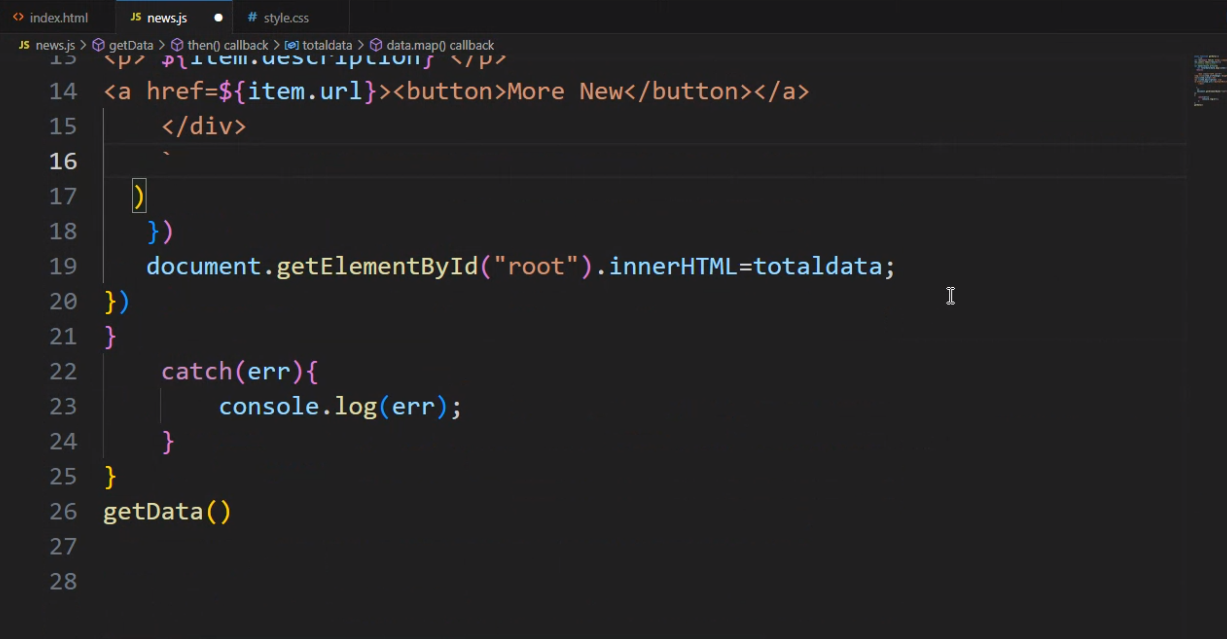 <> index.html JS news.js # style.css
JS news.js > getData > then() callback > totaldata > data.map() callback
13 <p> ${item.description} </p>
14 <a href=${item.url}><button>More New</button></a>
15 </div>
16 `
17 )
18 })
19 document.getElementById("root").innerHTML=totaldata;
20 })
21 }
22 catch(err){
23 console.log(err);
24 }
25 }
26 getData()
27
28